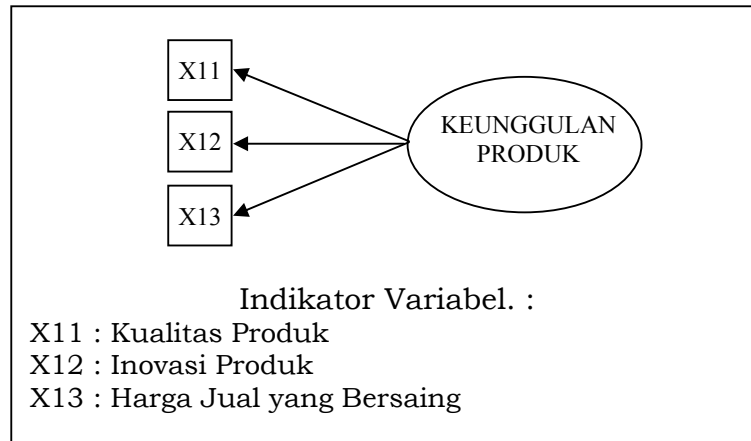 X11
X12
X13
KEUNGGULAN
PRODUK
Indikator Variabel. :
X11 : Kualitas Produk
X12 : Inovasi Produk
X13 : Harga Jual yang Bersaing